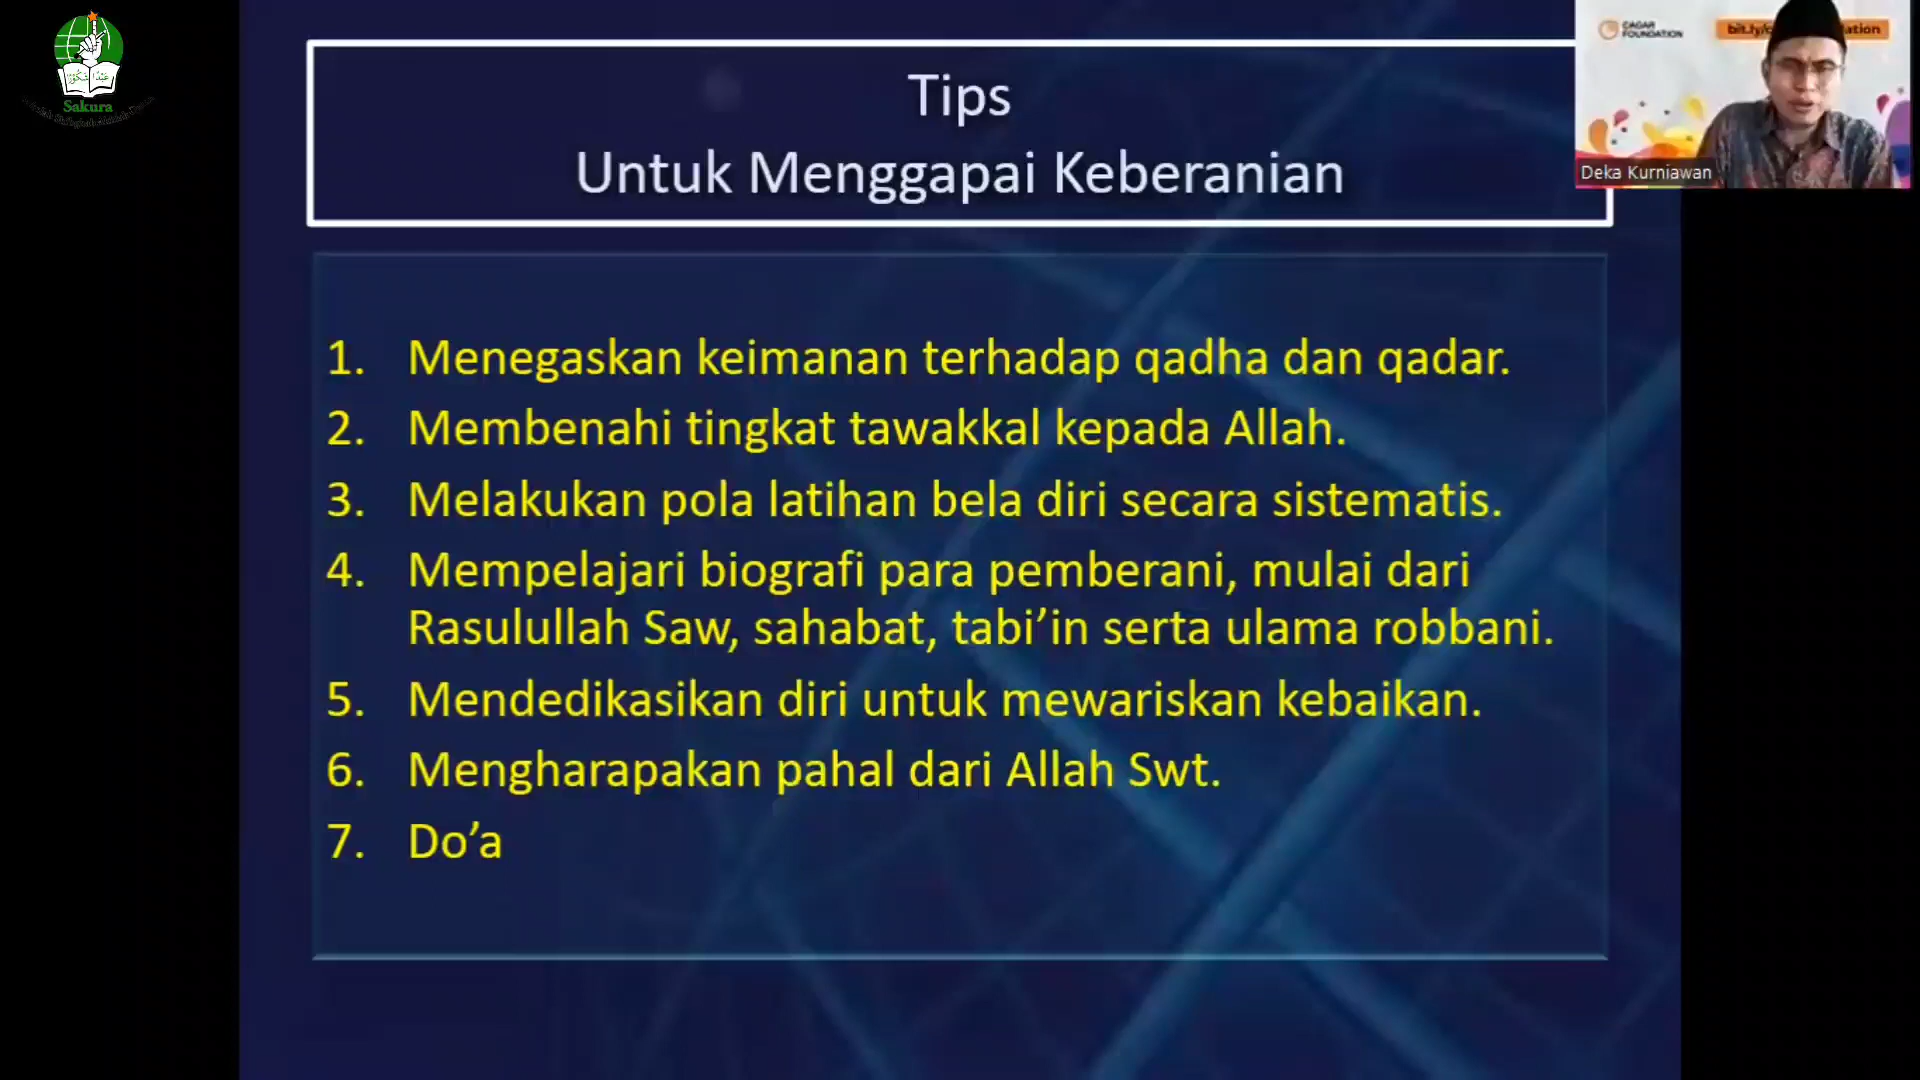 Sakura
Tips
Untuk Menggapai Keberanian
CAGAR
FOUNDATION
Deka Kurniawan
1. Menegaskan keimanan terhadap qadha dan qadar.
2. Membenahi tingkat tawakkal kepada Allah.
3. Melakukan pola latihan bela diri secara sistematis.
4. Mempelajari biografi para pemberani, mulai dari
Rasulullah Saw, sahabat, tabi’in serta ulama robbani.
5. Mendedikasikan diri untuk mewariskan kebaikan.
6. Mengharapakan pahal dari Allah Swt.
7. Do’a